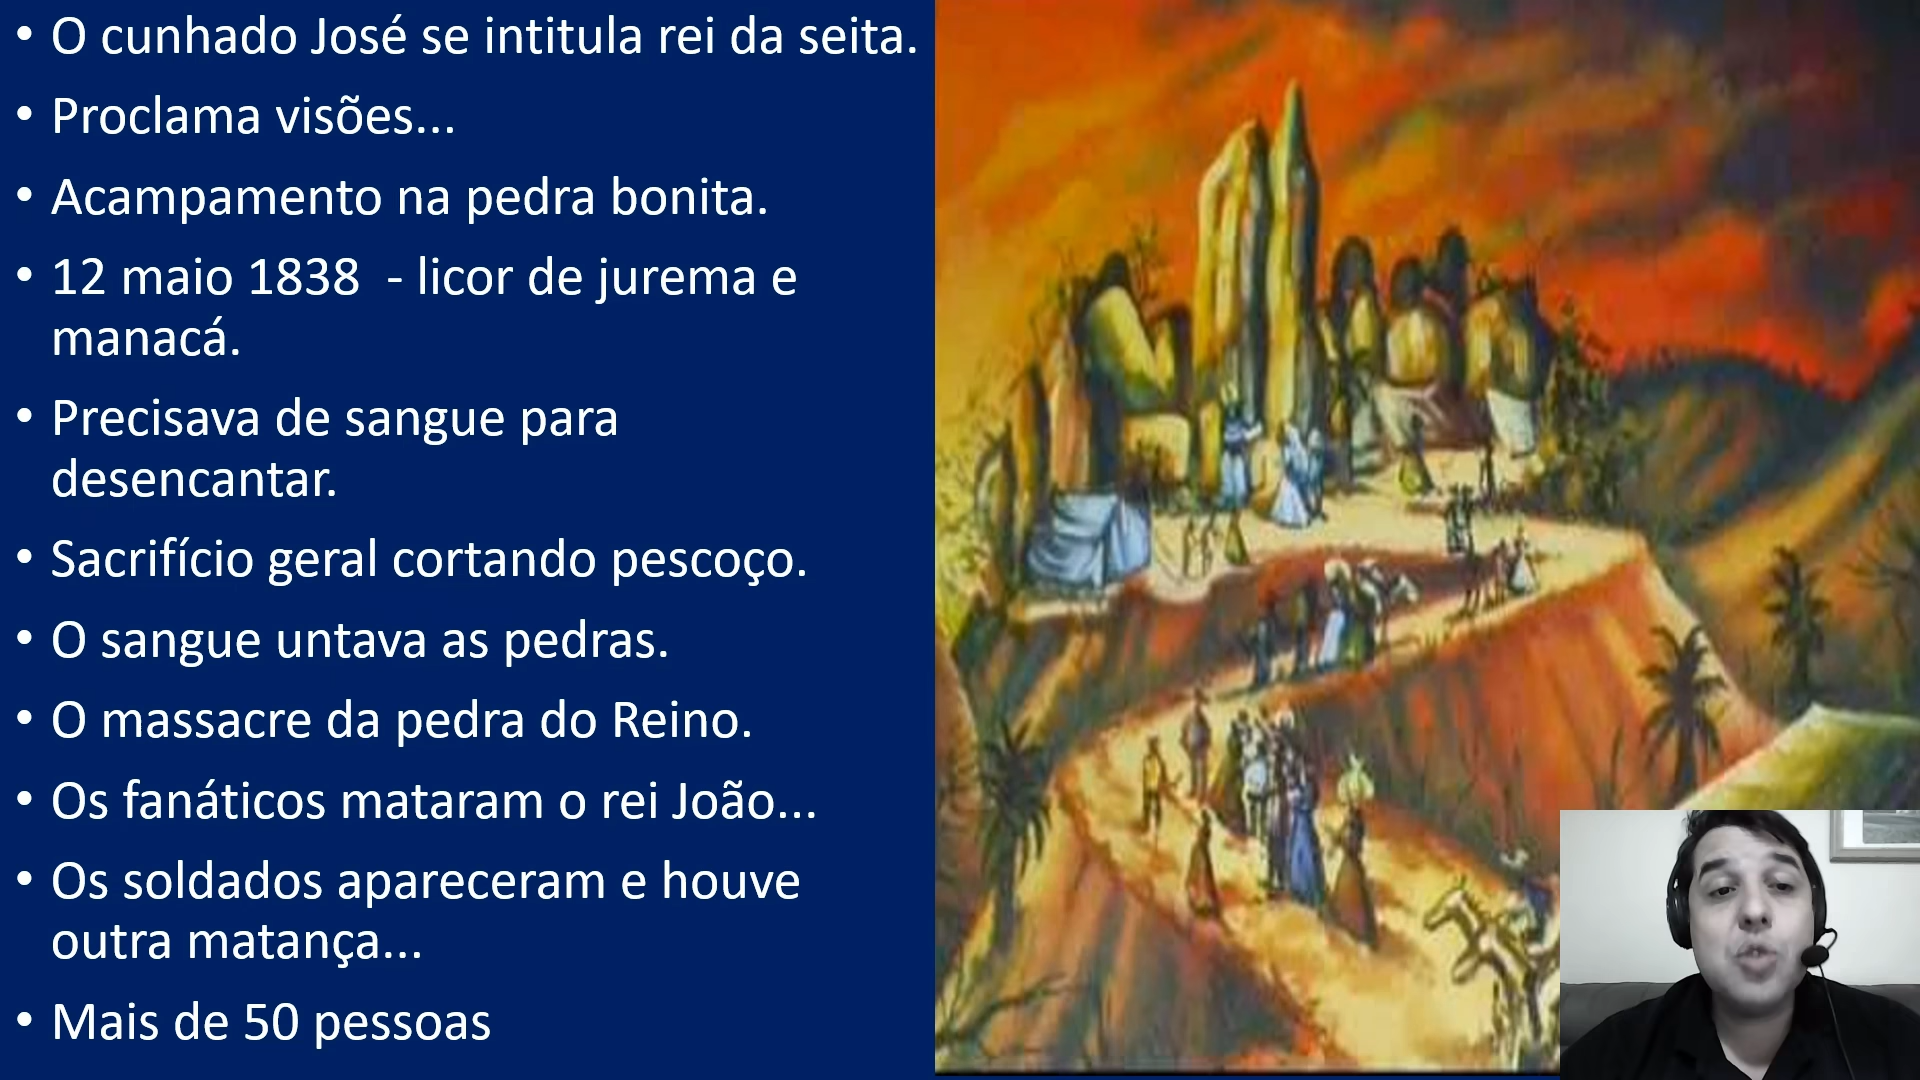 • O cunhado José se intitula rei da seita.
• Proclama visões...
• Acampamento na pedra bonita.
• 12 maio 1838  - licor de jurema e
manacá.
• Precisava de sangue para
desencantar.
• Sacrifício geral cortando pescoço.
• O sangue untava as pedras.
• O massacre da pedra do Reino.
• Os fanáticos mataram o rei João...
• Os soldados apareceram e houve
outra matança...
• Mais de 50 pessoas